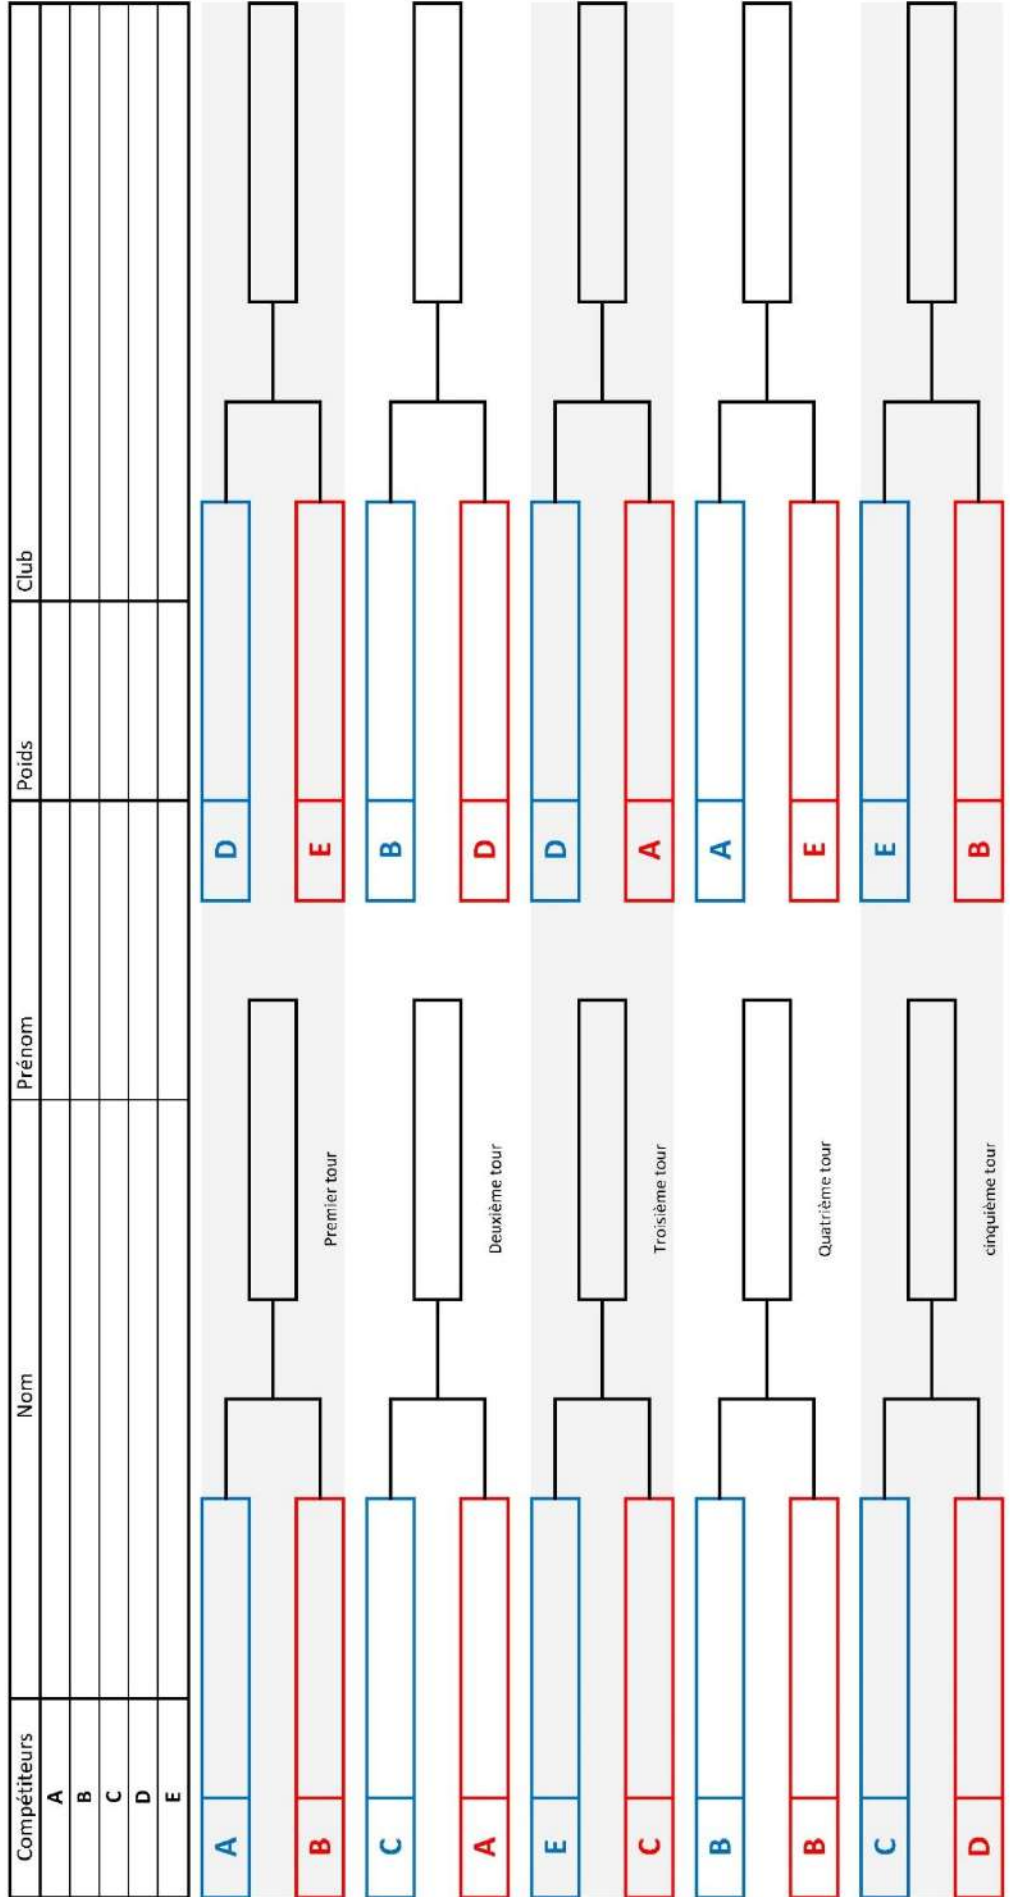 Compétiteurs Nom Prénom Poids Club
A
B
C
D
E
A D
B E
Premier tour
C B
A D
Deuxième tour
E D
C A
Troisième tour
B A
B E
Quatrième tour
C E
D B
cinquième tour